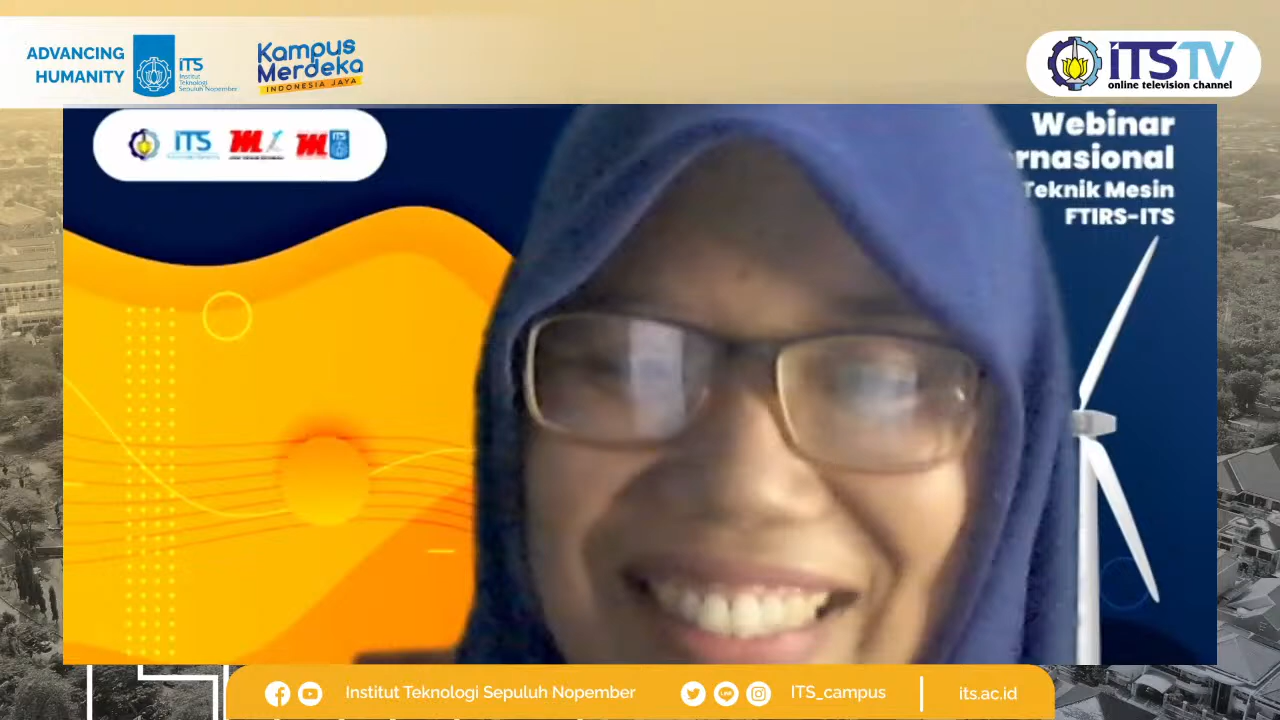 ADVANCING
HUMANITY
iTS
Institut
Teknologi
Sepuluh Nopember
Kampus
Merdeka
INDONESIA JAYA
iTSTV
online television channel
iTS
Webinar
rnasional
Teknik Mesin
FTIRS-ITS
Institut Teknologi Sepuluh Nopember
ITS_campus
its.ac.id